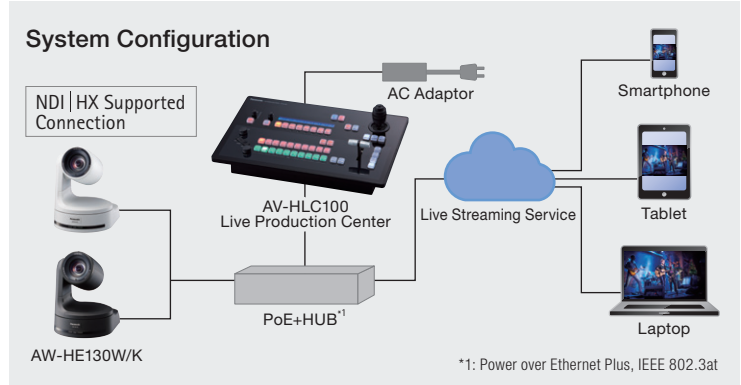 System Configuration
NDI | HX Supported
Connection
AC Adaptor
AV-HLC100
Live Production Center
Live Streaming Service
Smartphone
Tablet
Laptop
PoE+HUB*1
AW-HE130W/K
*1: Power over Ethernet Plus, IEEE 802.3at